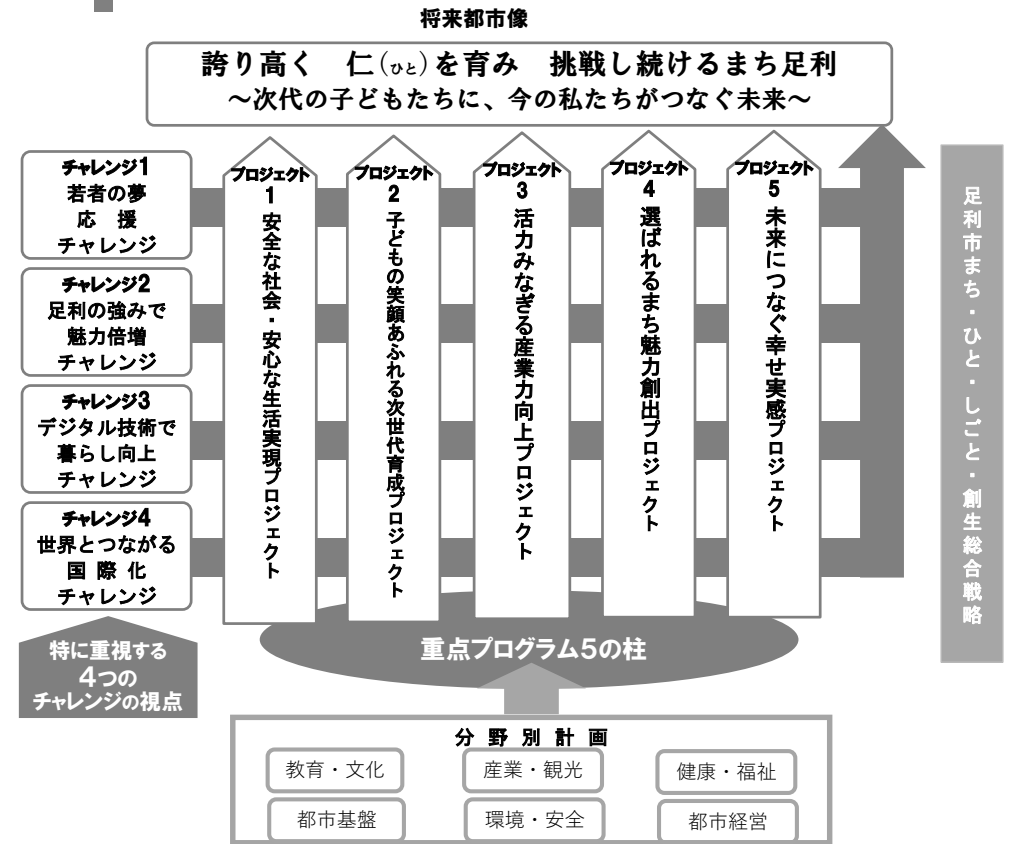 将来都市像
誇り高く　仁(ひと)を育み　挑戦し続けるまち足利
～次代の子どもたちに、今の私たちがつなぐ未来～
チャレンジ1
若者の夢
応　援
チャレンジ
チャレンジ2
足利の強みで
魅力倍増
チャレンジ
チャレンジ3
デジタル技術で
暮らし向上
チャレンジ
チャレンジ4
世界とつながる
国 際 化
チャレンジ
特に重視する
4つの
チャレンジの視点
プロジェクト
1
安全な社会・安心な生活実現プロジェクト
プロジェクト
2
子どもの笑顔あふれる次世代育成プロジェクト
プロジェクト
3
活力みなぎる産業力向上プロジェクト
プロジェクト
4
選ばれるまち魅力創出プロジェクト
プロジェクト
5
未来につなぐ幸せ実感プロジェクト
足利市まち・ひと・しごと・創生総合戦略
重点プログラム5の柱
分 野 別 計 画
教育・文化
産業・観光
健康・福祉
都市基盤
環境・安全
都市経営